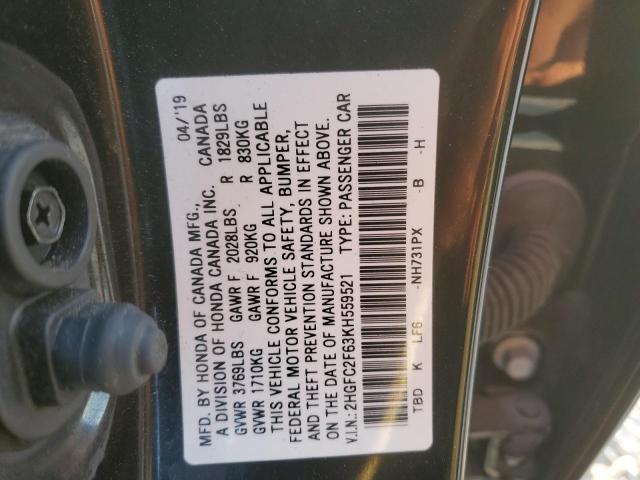 MFD. BY HONDA OF CANADA MFG., 04/'19
A DIVISION OF HONDA CANADA INC. CANADA
GVWR 3769LBS GAWR F 2028LBS R 1829LBS
GVWR 1710KG GAWR F 920KG R 830KG
THIS VEHICLE CONFORMS TO ALL APPLICABLE
FEDERAL MOTOR VEHICLE SAFETY, BUMPER,
AND THEFT PREVENTION STANDARDS IN EFFECT
ON THE DATE OF MANUFACTURE SHOWN ABOVE.
V.I.N.: 2HGFC2F63KH559521 TYPE: PASSENGER CAR
TBD K LF6 -NH731PX -B -H